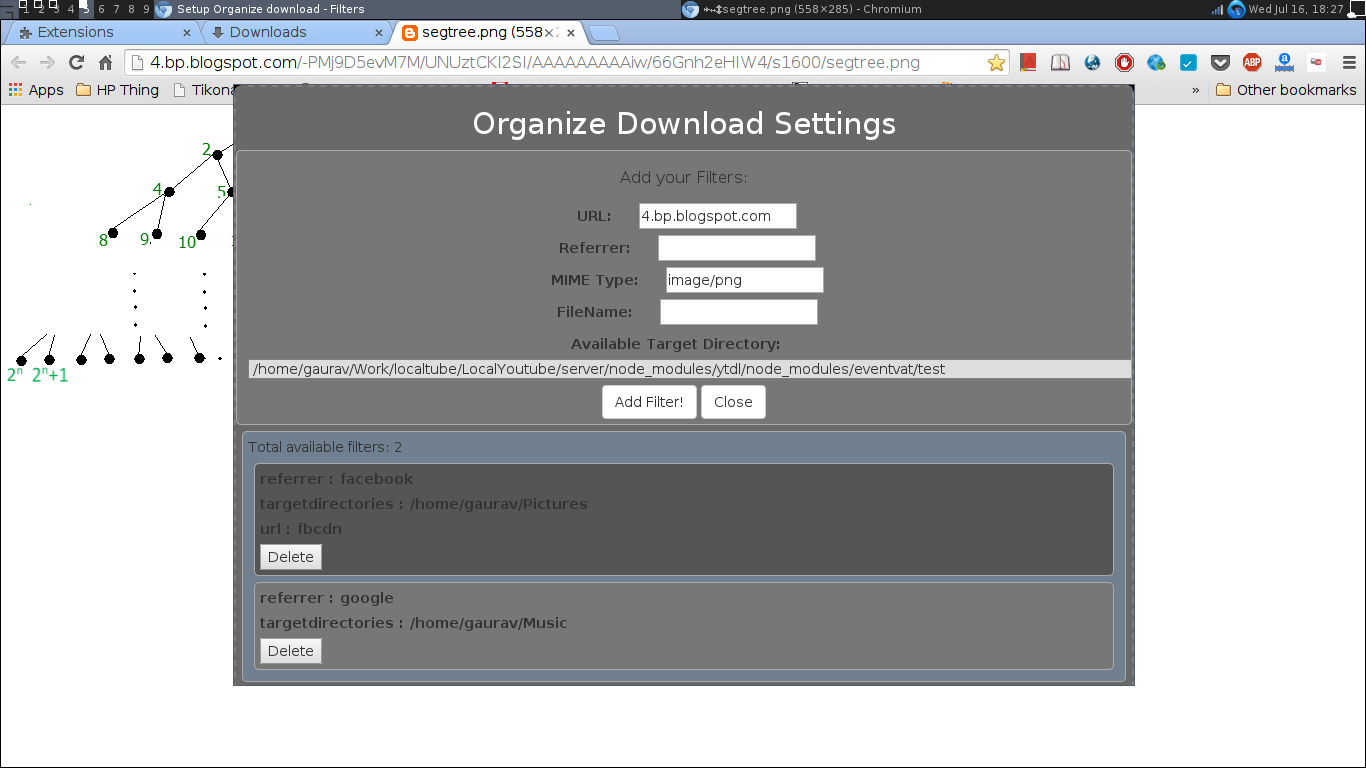 1 2 3 4 5 6 7 8 9 Setup Organize download - Filters segtree.png (558×285) - Chromium Wed Jul 16, 18:27
Extensions × Downloads × segtree.png (558× ×
4.bp.blogspot.com/-PMj9D5evM7M/UNUztCKI2SI/AAAAAAAAAiw/66Gnh2eHIW4/s1600/segtree.png
Apps HP Thing Tikona » Other bookmarks
Organize Download Settings
Add your Filters:
URL: 4.bp.blogspot.com
Referrer:
MIME Type: image/png
FileName:
Available Target Directory:
/home/gaurav/Work/localtube/LocalYoutube/server/node_modules/ytdl/node_modules/eventvat/test
Add Filter! Close
Total available filters: 2
referrer : facebook
targetdirectories : /home/gaurav/Pictures
url : fbcdn
Delete
referrer : google
targetdirectories : /home/gaurav/Music
Delete
2
4 5
8 9 10
2ⁿ 2ⁿ+1